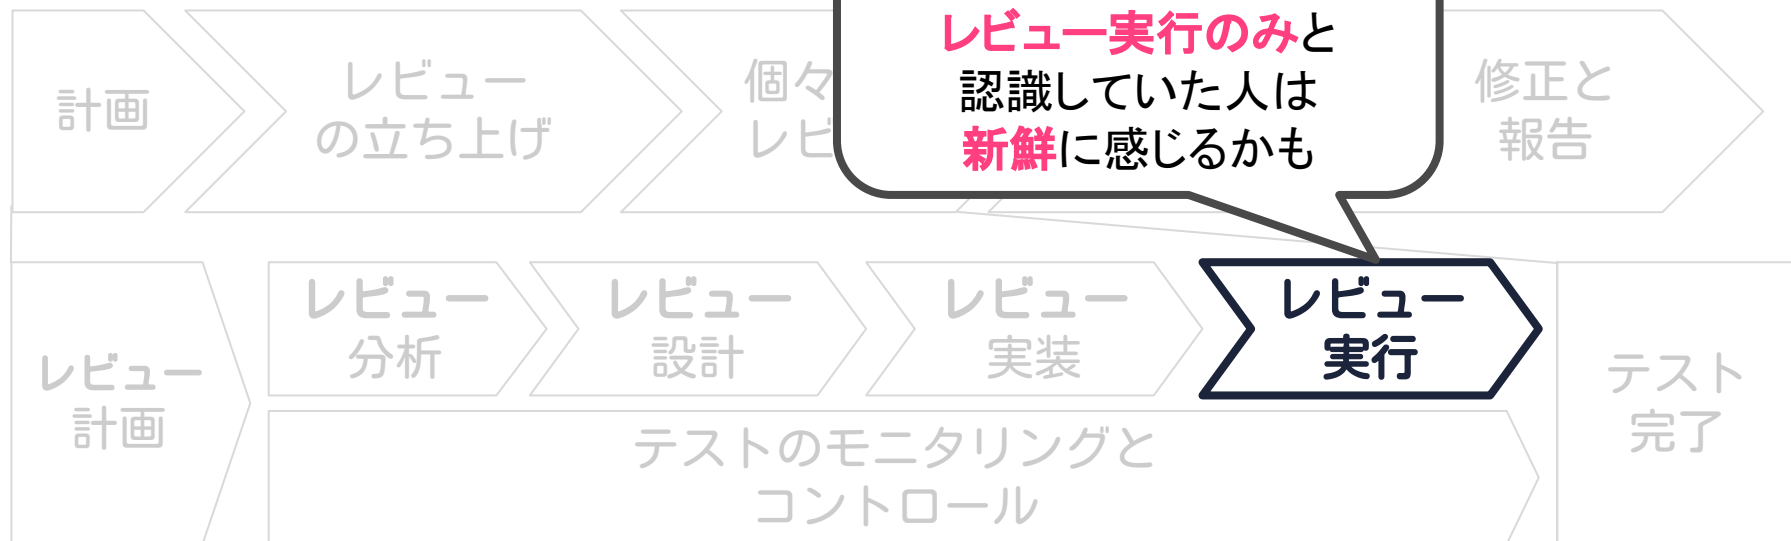 計画
レビュー
の立ち上げ
個々
レビ
レビュー実行のみと
認識していた人は
新鮮に感じるかも
修正と
報告
レビュー
計画
レビュー
分析
レビュー
設計
レビュー
実装
レビュー
実行
テストのモニタリングと
コントロール
テスト
完了